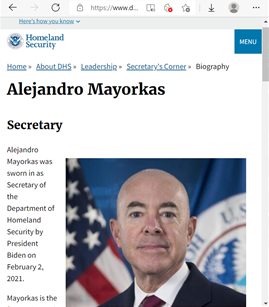 https://www.d...
Here's how you know
Homeland
Security
MENU
Home » About DHS » Leadership » Secretary's Corner » Biography
Alejandro Mayorkas
Secretary
Alejandro
Mayorkas was
sworn in as
Secretary of
the
Department of
Homeland
Security by
President
Biden on
February 2,
2021.
Mayorkas is the